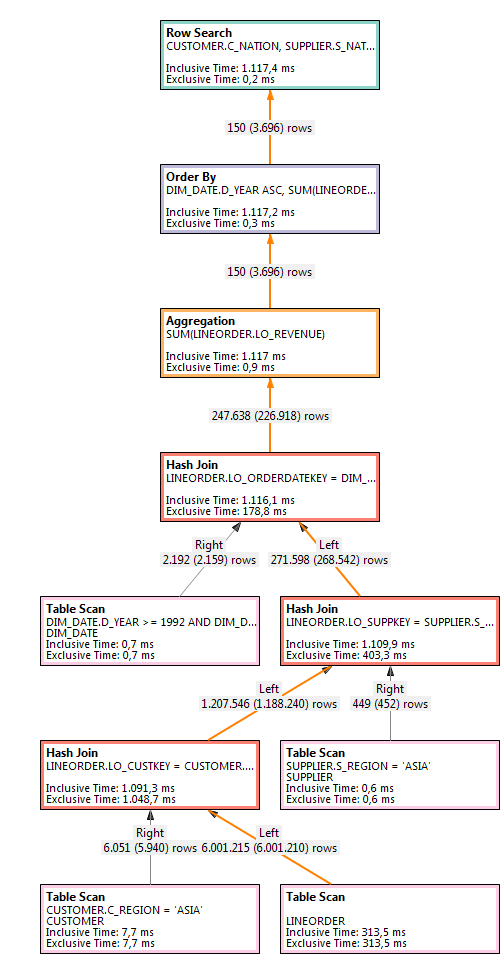 Row Search
CUSTOMER.C_NATION, SUPPLIER.S_NAT...
Inclusive Time: 1.117,4 ms
Exclusive Time: 0,2 ms
150 (3.696) rows
Order By
DIM_DATE.D_YEAR ASC, SUM(LINEORDE...
Inclusive Time: 1.117,2 ms
Exclusive Time: 0,3 ms
150 (3.696) rows
Aggregation
SUM(LINEORDER.LO_REVENUE)
Inclusive Time: 1.117 ms
Exclusive Time: 0,9 ms
247.638 (226.918) rows
Hash Join
LINEORDER.LO_ORDERDATEKEY = DIM_...
Inclusive Time: 1.116,1 ms
Exclusive Time: 178,8 ms
Right
2.192 (2.159) rows
Left
271.598 (268.542) rows
Table Scan
DIM_DATE.D_YEAR >= 1992 AND DIM_D...
DIM_DATE
Inclusive Time: 0,7 ms
Exclusive Time: 0,7 ms
Hash Join
LINEORDER.LO_SUPPKEY = SUPPLIER.S_...
Inclusive Time: 1.109,9 ms
Exclusive Time: 403,3 ms
Left
1.207.546 (1.188.240) rows
Right
449 (452) rows
Hash Join
LINEORDER.LO_CUSTKEY = CUSTOMER....
Inclusive Time: 1.091,3 ms
Exclusive Time: 1.048,7 ms
Table Scan
SUPPLIER.S_REGION = 'ASIA'
SUPPLIER
Inclusive Time: 0,6 ms
Exclusive Time: 0,6 ms
Right
6.051 (5.940) rows
Left
6.001.215 (6.001.210) rows
Table Scan
CUSTOMER.C_REGION = 'ASIA'
CUSTOMER
Inclusive Time: 7,7 ms
Exclusive Time: 7,7 ms
Table Scan
LINEORDER
Inclusive Time: 313,5 ms
Exclusive Time: 313,5 ms